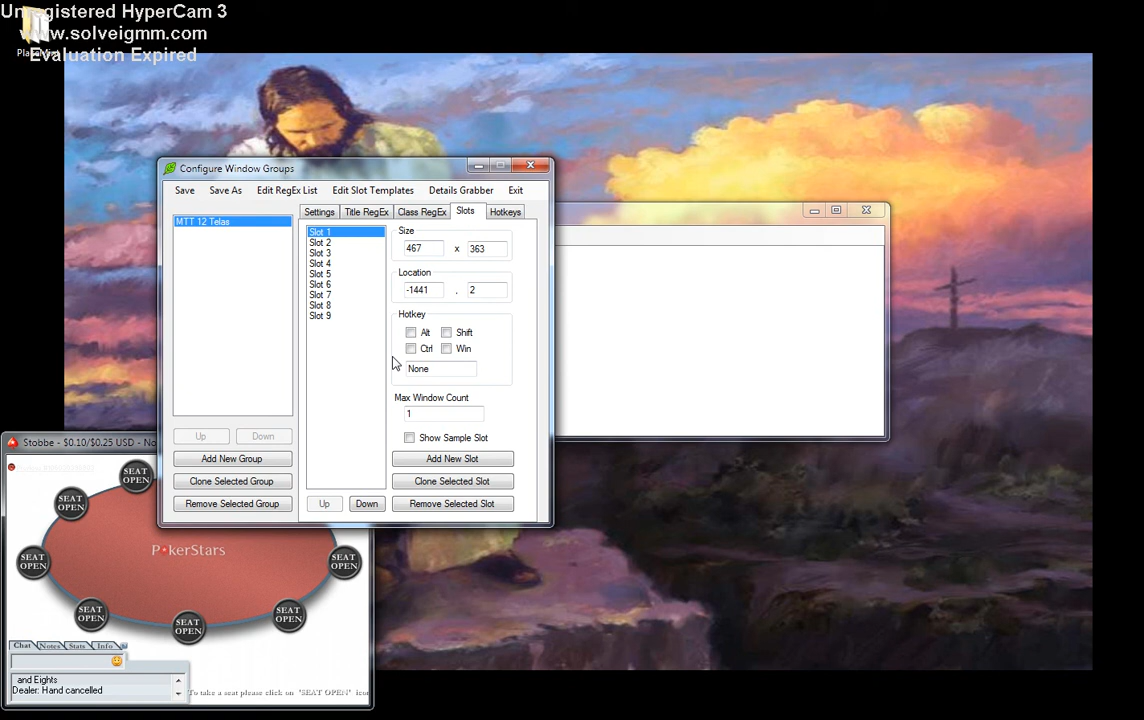 Unregistered HyperCam 3
www.solveigmm.com
Evaluation Expired
Configure Window Groups
Save Save As Edit RegEx List Edit Slot Templates Details Grabber Exit
MTT 12 Telas
Settings Title RegEx Class RegEx Slots Hotkeys
Slot 1
Slot 2
Slot 3
Slot 4
Slot 5
Slot 6
Slot 7
Slot 8
Slot 9
Size
467 x 363
Location
-1441 . 2
Hotkey
Alt Shift
Ctrl Win
None
Max Window Count
1
Show Sample Slot
Up Down
Add New Group
Clone Selected Group
Remove Selected Group
Add New Slot
Clone Selected Slot
Up Down Remove Selected Slot
Stobbe - $0.10/$0.25 USD - No
SEAT OPEN
SEAT OPEN
SEAT OPEN
SEAT OPEN
SEAT OPEN
SEAT OPEN
SEAT OPEN
PokerStars
Chat Notes Stats Info
and Eights
Dealer: Hand cancelled
To take a seat please click on 'SEAT OPEN' icon